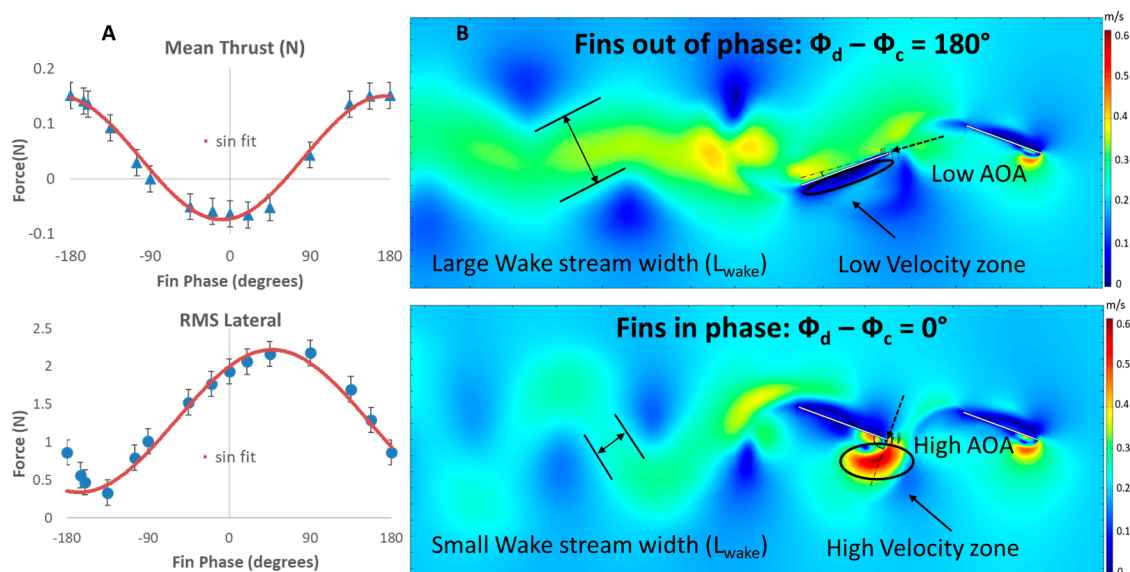 A
Mean Thrust (N)
0.2
0.1
0
-0.1
Force(N)
sin fit
-180
-90
0
90
180
Fin Phase (degrees)
RMS Lateral
2.5
2
1.5
1
0.5
0
Force (N)
sin fit
-180
-90
0
90
180
Fin Phase (degrees)
B
Fins out of phase: Φd – Φc = 180°
Low AOA
Large Wake stream width (Lwake)
Low Velocity zone
m/s
0.6
0.5
0.4
0.3
0.2
0.1
0
Fins in phase: Φd – Φc = 0°
High AOA
Small Wake stream width (Lwake)
High Velocity zone
m/s
0.6
0.5
0.4
0.3
0.2
0.1
0